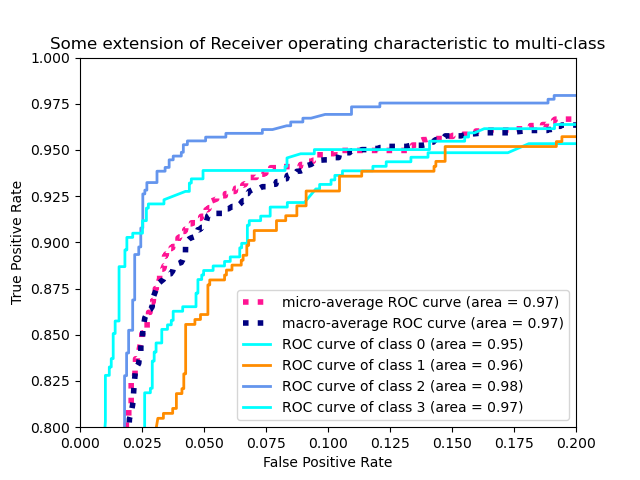 Some extension of Receiver operating characteristic to multi-class
True Positive Rate
1.000
0.975
0.950
0.925
0.900
0.875
0.850
0.825
0.800
micro-average ROC curve (area = 0.97)
macro-average ROC curve (area = 0.97)
ROC curve of class 0 (area = 0.95)
ROC curve of class 1 (area = 0.96)
ROC curve of class 2 (area = 0.98)
ROC curve of class 3 (area = 0.97)
0.000 0.025 0.050 0.075 0.100 0.125 0.150 0.175 0.200
False Positive Rate